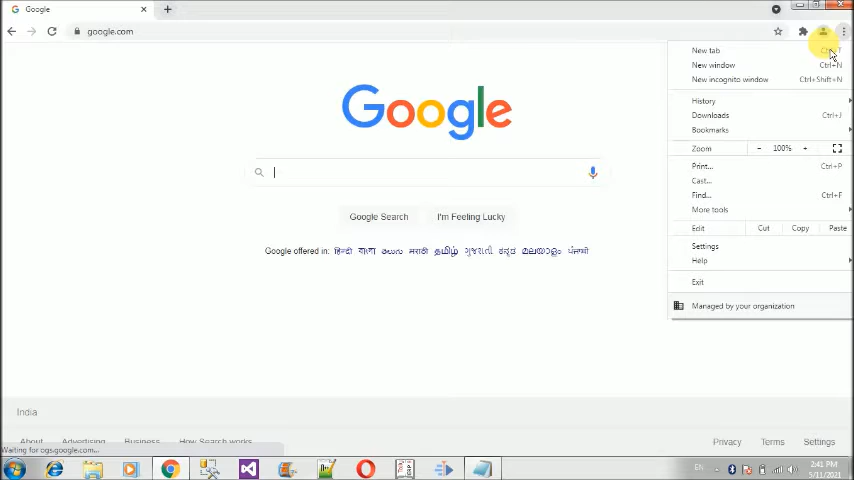 Google
google.com
New tab Ctrl+T
New window Ctrl+N
New incognito window Ctrl+Shift+N
History
Downloads Ctrl+J
Bookmarks
Zoom - 100% +
Print... Ctrl+P
Cast...
Find... Ctrl+F
More tools
Edit Cut Copy Paste
Settings
Help
Exit
Managed by your organization
Google
Google Search I'm Feeling Lucky
Google offered in: हिन्दी বাংলা తెలుగు मराठी தமிழ் ગુજરાતી ಕನ್ನಡ മലയാളം ਪੰਜਾਬੀ
India
About Advertising Business How Search works
Privacy Terms Settings
Waiting for ogs.google.com...
EN
2:41 PM
5/11/2021